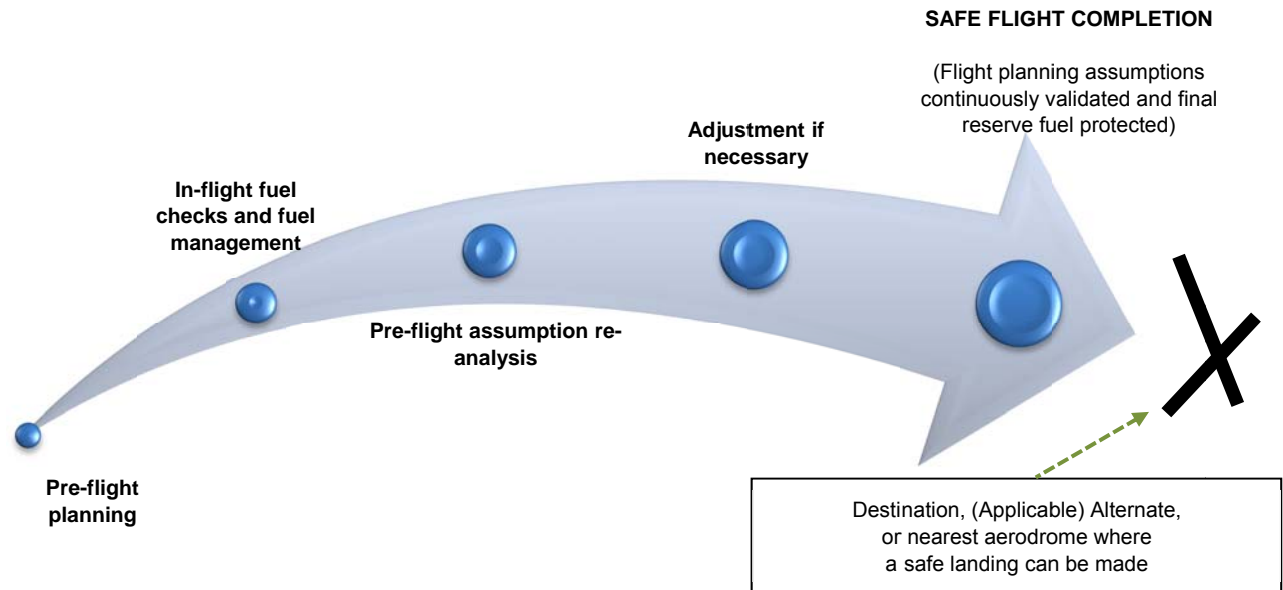 SAFE FLIGHT COMPLETION
(Flight planning assumptions
continuously validated and final
reserve fuel protected)
Adjustment if
necessary
In-flight fuel
checks and fuel
management
Pre-flight assumption re-
analysis
Pre-flight
planning
Destination, (Applicable) Alternate,
or nearest aerodrome where
a safe landing can be made